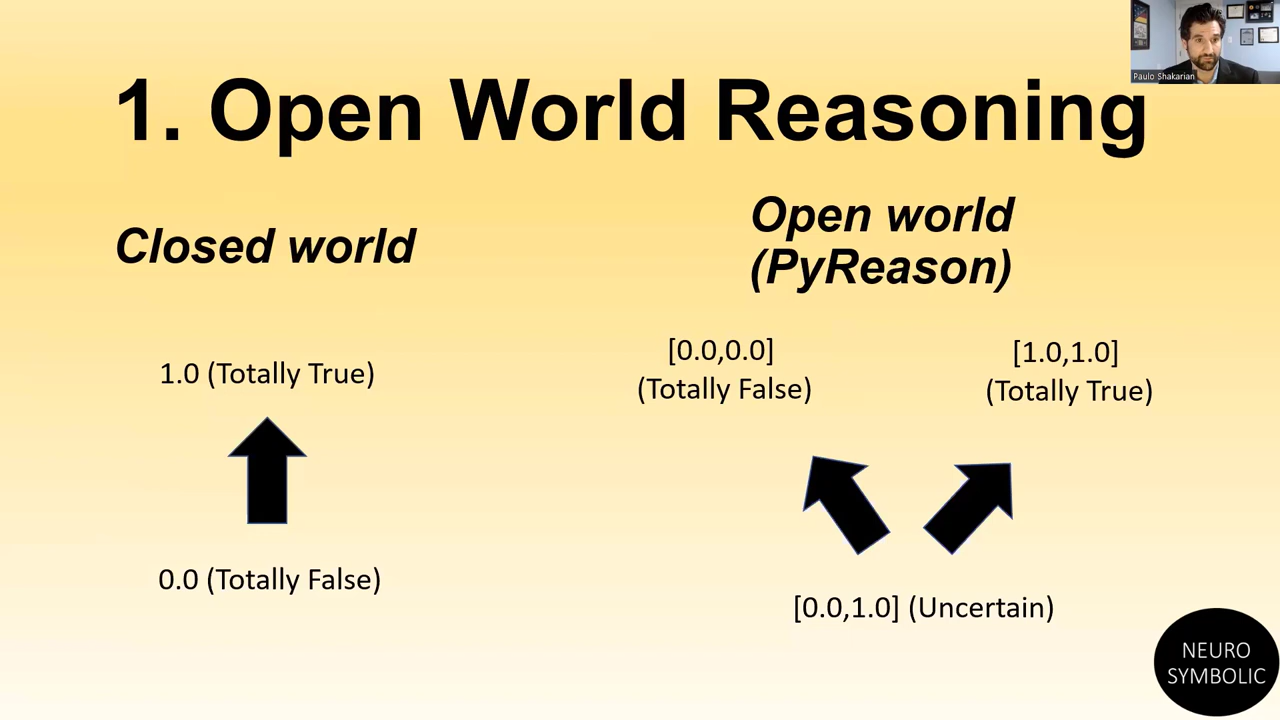 Paulo Shakarian
1. Open World Reasoning
Closed world
1.0 (Totally True)
0.0 (Totally False)
Open world
(PyReason)
[0.0,0.0]
(Totally False)
[1.0,1.0]
(Totally True)
[0.0,1.0] (Uncertain)
NEURO
SYMBOLIC